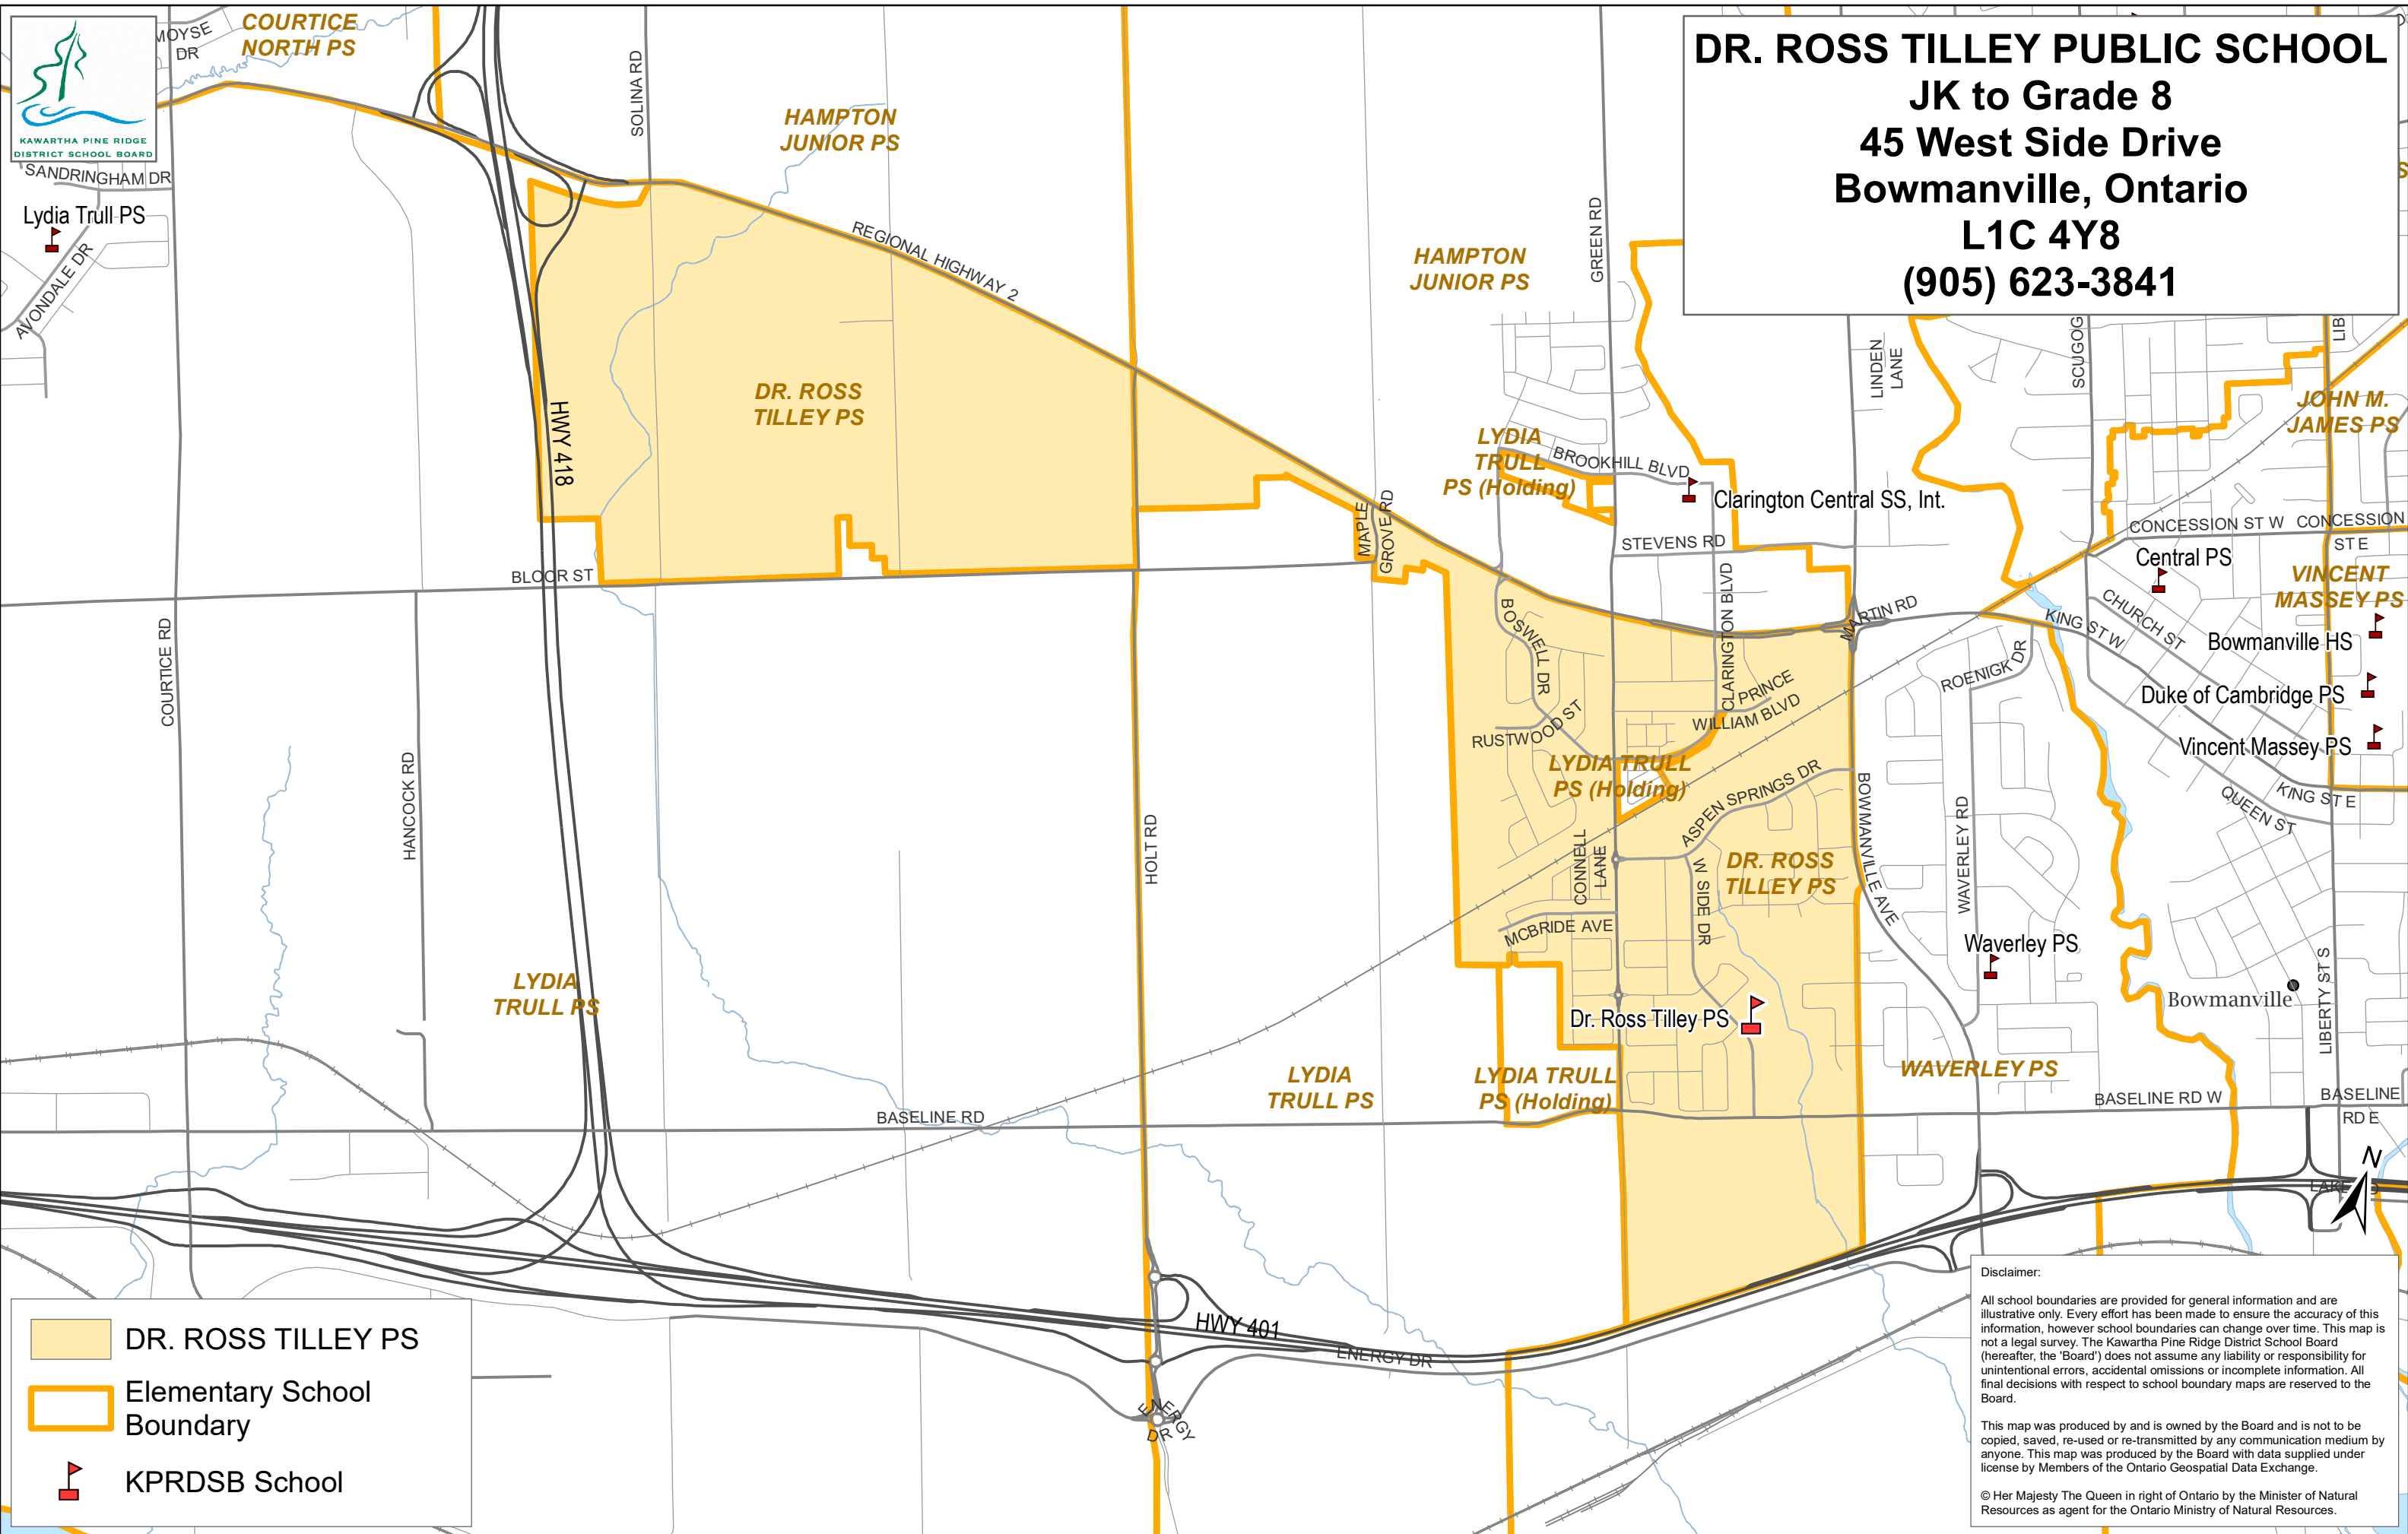 DR. ROSS TILLEY PUBLIC SCHOOL
JK to Grade 8
45 West Side Drive
Bowmanville, Ontario
L1C 4Y8
(905) 623-3841
KAWARTHA PINE RIDGE
DISTRICT SCHOOL BOARD
MOYSE
DR
COURTICE
NORTH PS
SANDRINGHAM DR
Lydia Trull PS
AVONDALE DR
SOLINA RD
HAMPTON
JUNIOR PS
REGIONAL HIGHWAY 2
HAMPTON
JUNIOR PS
GREEN RD
LINDEN
LANE
SCUGOG
LIB
JOHN M.
JAMES PS
DR. ROSS
TILLEY PS
HWY 418
LYDIA
TRULL
PS (Holding)
BROOKHILL BLVD
Clarington Central SS, Int.
MAPLE
GROVE RD
STEVENS RD
CONCESSION ST W
CONCESSION
ST E
Central PS
VINCENT
MASSEY PS
BLOOR ST
COURTICE RD
HANCOCK RD
HOLT RD
BOSWELL DR
CLARINGTON BLVD
MARTIN RD
KING ST W
CHURCH ST
Bowmanville HS
ROENIGK DR
Duke of Cambridge PS
PRINCE
WILLIAM BLVD
RUSTWOOD ST
Vincent Massey PS
LYDIA TRULL
PS (Holding)
ASPEN SPRINGS DR
BOWMANVILLE AVE
WAVERLEY RD
QUEEN ST
KING ST E
CONNELL
LANE
W SIDE DR
DR. ROSS
TILLEY PS
MCBRIDE AVE
Waverley PS
Bowmanville
LIBERTY ST S
LYDIA
TRULL PS
Dr. Ross Tilley PS
LYDIA
TRULL PS
LYDIA TRULL
PS (Holding)
WAVERLEY PS
BASELINE RD
BASELINE RD W
BASELINE
RD E
N
HWY 401
ENERGY DR
ENERGY
DR
DR. ROSS TILLEY PS
Elementary School
Boundary
KPRDSB School
Disclaimer:
All school boundaries are provided for general information and are
illustrative only. Every effort has been made to ensure the accuracy of this
information, however school boundaries can change over time. This map is
not a legal survey. The Kawartha Pine Ridge District School Board
(hereafter, the 'Board') does not assume any liability or responsibility for
unintentional errors, accidental omissions or incomplete information. All
final decisions with respect to school boundary maps are reserved to the
Board.
This map was produced by and is owned by the Board and is not to be
copied, saved, re-used or re-transmitted by any communication medium by
anyone. This map was produced by the Board with data supplied under
license by Members of the Ontario Geospatial Data Exchange.
© Her Majesty The Queen in right of Ontario by the Minister of Natural
Resources as agent for the Ontario Ministry of Natural Resources.